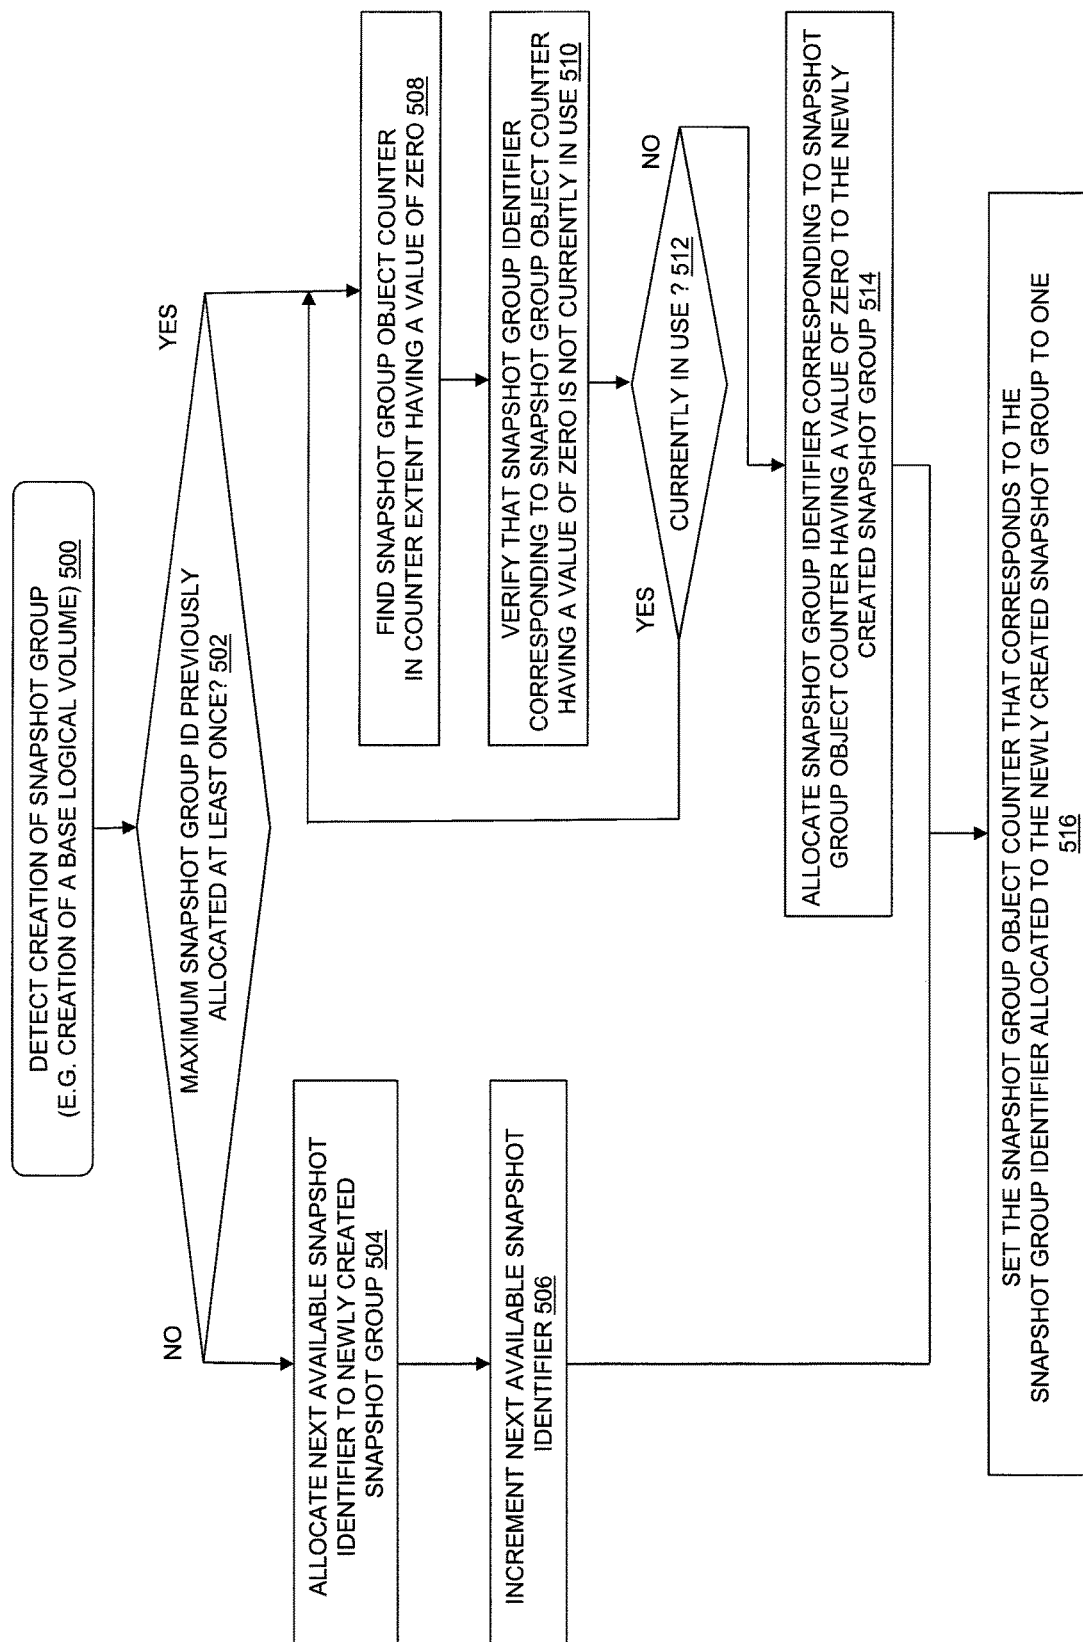 DETECT CREATION OF SNAPSHOT GROUP
(E.G. CREATION OF A BASE LOGICAL VOLUME) 500
MAXIMUM SNAPSHOT GROUP ID PREVIOUSLY
ALLOCATED AT LEAST ONCE? 502
NO
YES
ALLOCATE NEXT AVAILABLE SNAPSHOT
IDENTIFIER TO NEWLY CREATED
SNAPSHOT GROUP 504
INCREMENT NEXT AVAILABLE SNAPSHOT
IDENTIFIER 506
FIND SNAPSHOT GROUP OBJECT COUNTER
IN COUNTER EXTENT HAVING A VALUE OF ZERO 508
VERIFY THAT SNAPSHOT GROUP IDENTIFIER
CORRESPONDING TO SNAPSHOT GROUP OBJECT COUNTER
HAVING A VALUE OF ZERO IS NOT CURRENTLY IN USE 510
YES
CURRENTLY IN USE ? 512
NO
ALLOCATE SNAPSHOT GROUP IDENTIFIER CORRESPONDING TO SNAPSHOT
GROUP OBJECT COUNTER HAVING A VALUE OF ZERO TO THE NEWLY
CREATED SNAPSHOT GROUP 514
SET THE SNAPSHOT GROUP OBJECT COUNTER THAT CORRESPONDS TO THE
SNAPSHOT GROUP IDENTIFIER ALLOCATED TO THE NEWLY CREATED SNAPSHOT GROUP TO ONE
516